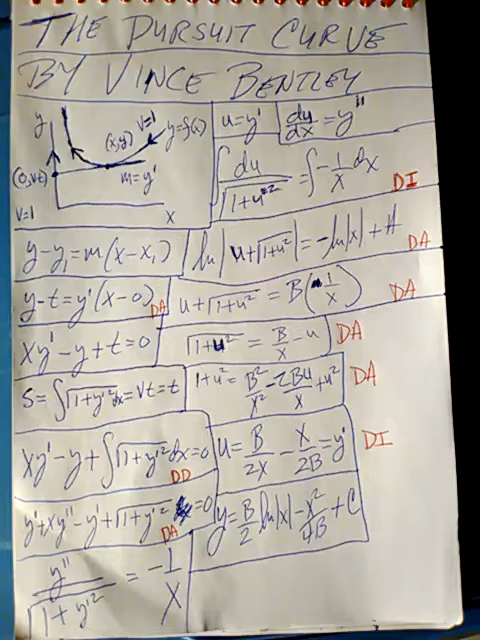 THE PURSUIT CURVE
BY VINCE BENTLEY
y
(x,y) V=1 y=f(x)
(0,vt) m=y'
V=1 x
y-y₁=m(x-x₁)
y-t=y'(x-0) DA
xy'-y+t=0
S=∫√(1+y'²)dx=Vt=t
xy'-y+∫√(1+y'²)dx=0
DD
y'+xy''-y'+√(1+y'²)=0
DA
y''/√(1+y'²) = -1/x
u=y' du/dx=y''
∫du/√(1+u²) = ∫-1/x dx DI
ln|u+√(1+u²)|=-ln|x|+A DA
u+√(1+u²)=B(1/x) DA
√(1+u²)=B/x-u DA
1+u²=B²/x²-2Bu/x+u² DA
u=B/2x-x/2B=y' DI
y=B/2 ln|x|-x²/4B+C